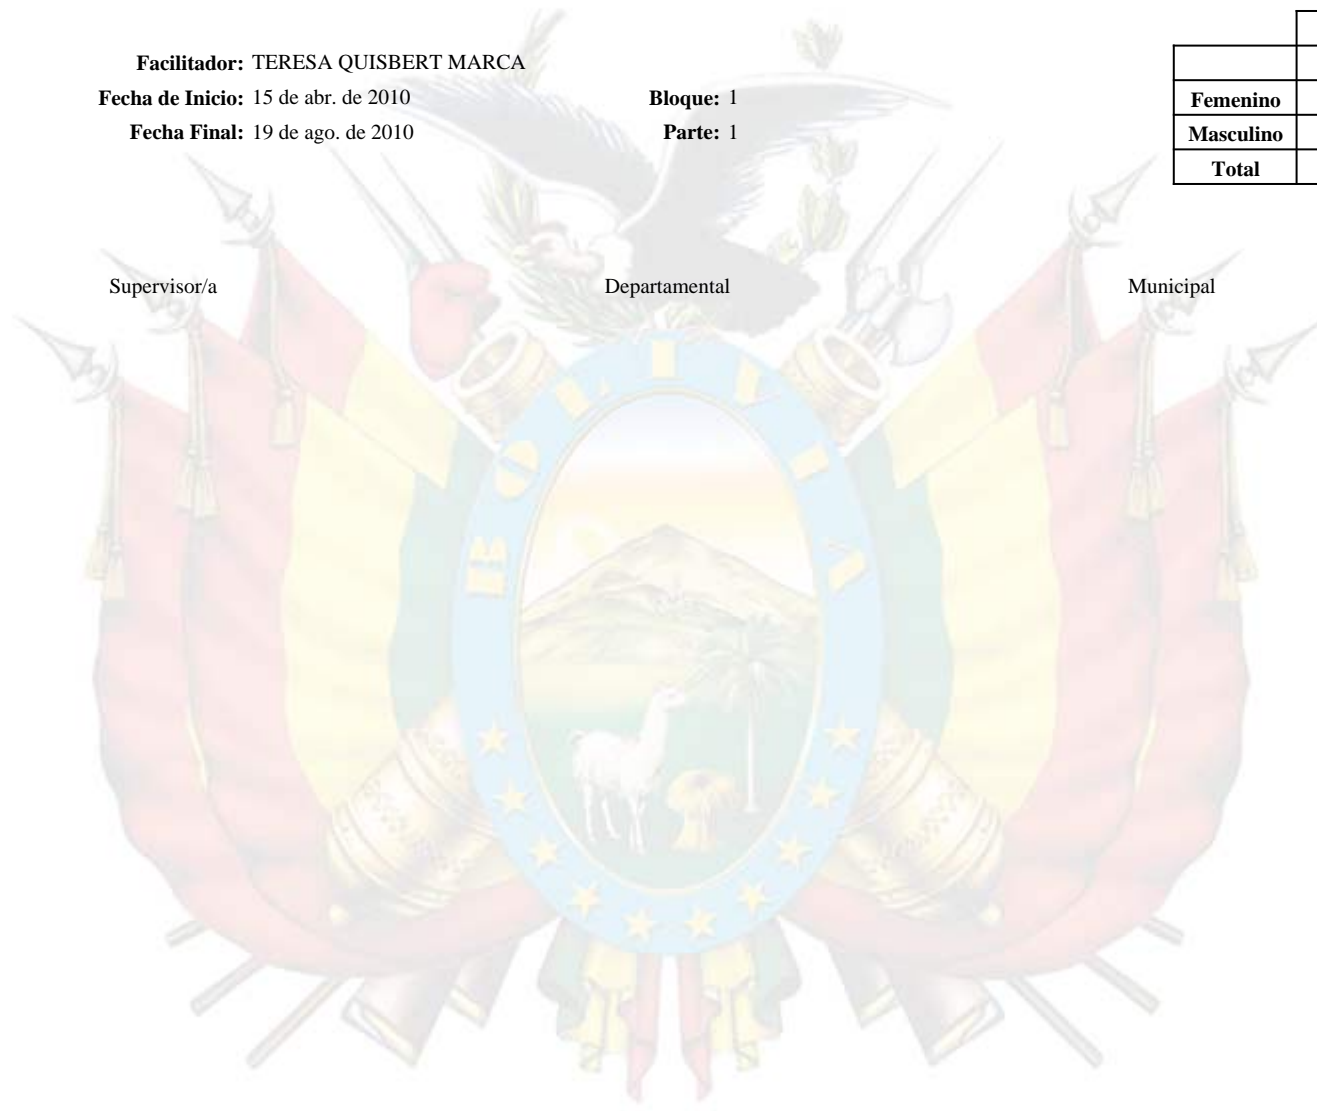 Facilitador: TERESA QUISBERT MARCA
Fecha de Inicio: 15 de abr. de 2010 Bloque: 1
Fecha Final: 19 de ago. de 2010 Parte: 1
Femenino
Masculino
Total
Supervisor/a Departamental Municipal
BOLIVIA